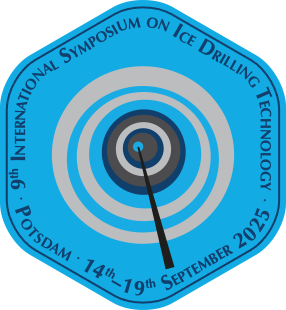 9th International Symposium on Ice Drilling Technology
· Potsdam · 14th–19th September 2025 ·